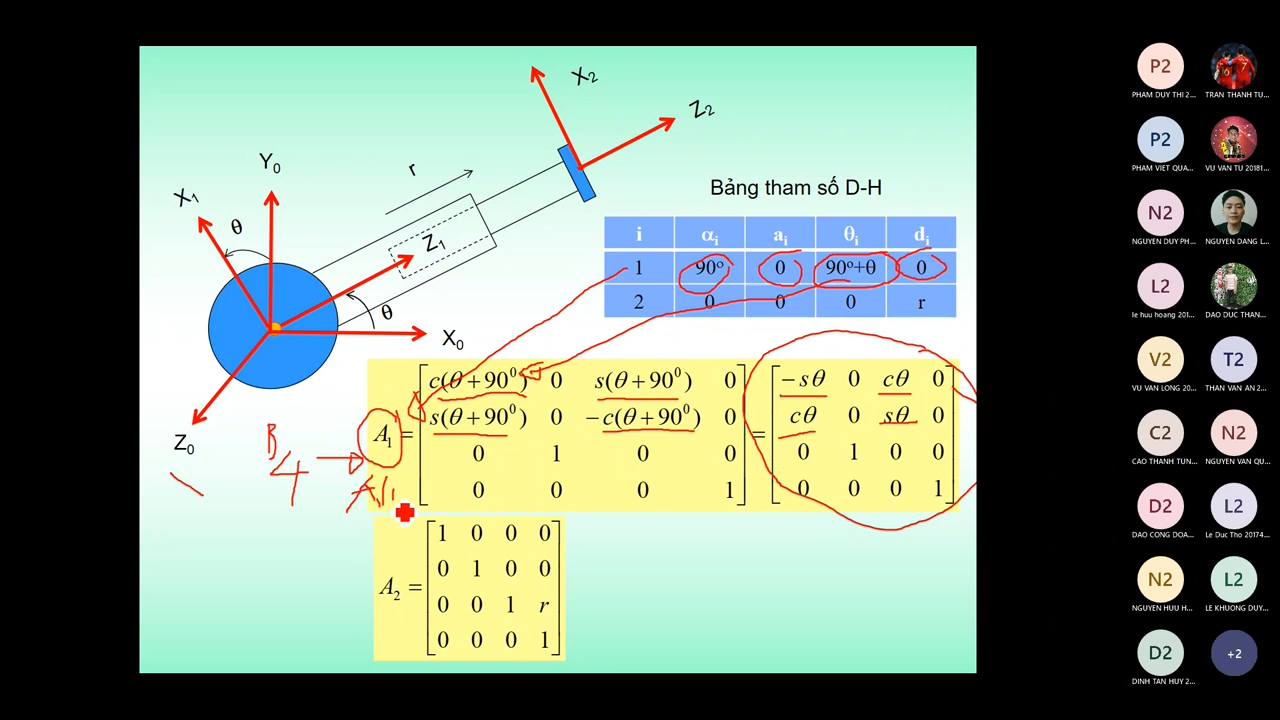 X₂
Z₂
Y₀
r
X₁
θ
Z₁
θ
X₀
Z₀
Bảng tham số D-H
i αᵢ aᵢ θᵢ dᵢ
1 90º 0 90º+θ 0
2 0 0 0 r
A₁ = [ c(θ+90⁰) 0 s(θ+90⁰) 0 ] = [ −sθ 0 cθ 0 ]
s(θ+90⁰) 0 −c(θ+90⁰) 0 cθ 0 sθ 0
0 1 0 0 0 1 0 0
0 0 0 1 0 0 0 1
B4
A₂ = [ 1 0 0 0 ]
0 1 0 0
0 0 1 r
0 0 0 1
P2
PHAM DUY THI 2...
TRAN THANH TU...
P2
PHAM VIET QUA...
VU VAN TU 20181...
N2
NGUYEN DUY PH...
NGUYEN DANG L...
L2
le huu hoang 201...
DAO DUC THAN...
V2
VU VAN LONG 20...
T2
THAN VAN AN 2...
C2
CAO THANH TUN...
N2
NGUYEN VAN QU...
D2
DAO CONG DOA...
L2
Le Duc Tho 20174...
N2
NGUYEN HUU H...
L2
LE KHUONG DUY...
D2
DINH TAN HUY 2...
+2